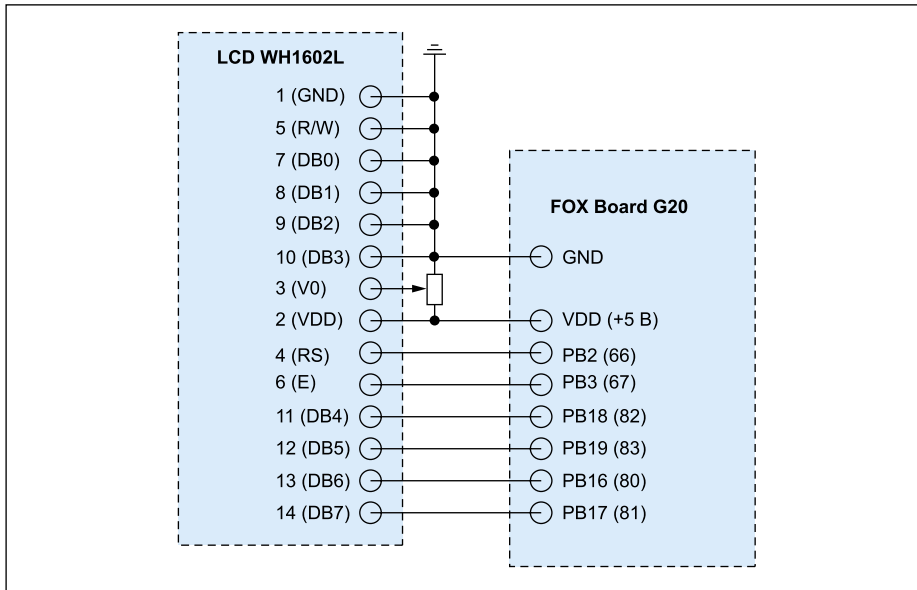 LCD WH1602L
1 (GND)
5 (R/W)
7 (DB0)
8 (DB1)
9 (DB2)
10 (DB3)
3 (V0)
2 (VDD)
4 (RS)
6 (E)
11 (DB4)
12 (DB5)
13 (DB6)
14 (DB7)
FOX Board G20
GND
VDD (+5 В)
PB2 (66)
PB3 (67)
PB18 (82)
PB19 (83)
PB16 (80)
PB17 (81)